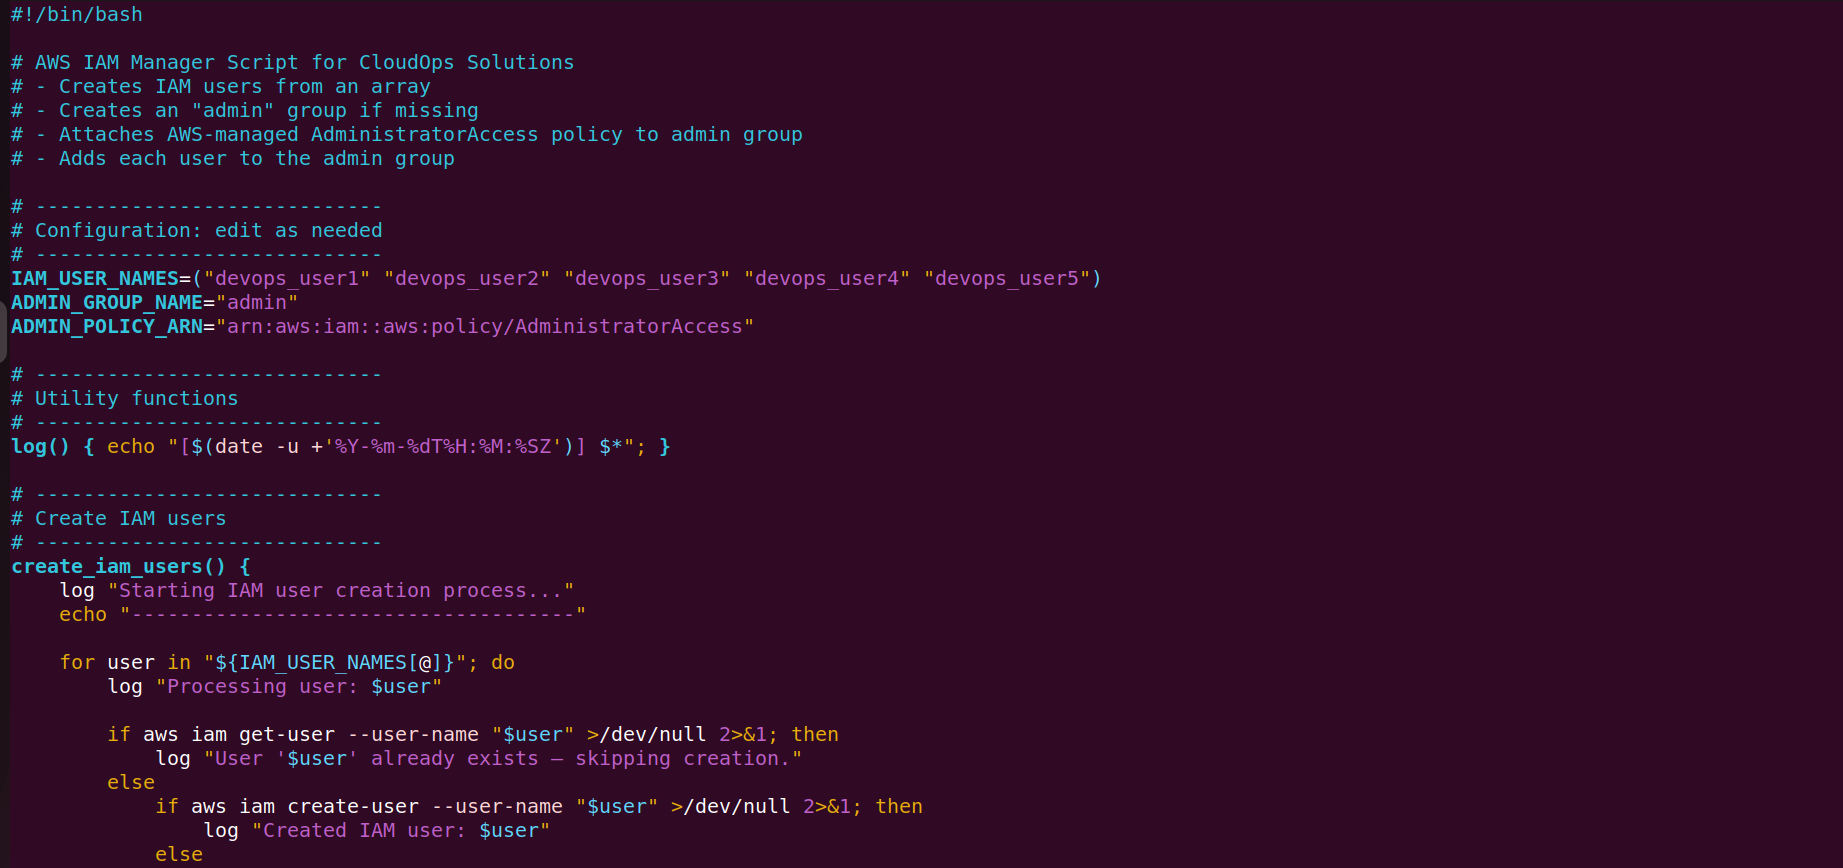 #!/bin/bash

# AWS IAM Manager Script for CloudOps Solutions
# - Creates IAM users from an array
# - Creates an "admin" group if missing
# - Attaches AWS-managed AdministratorAccess policy to admin group
# - Adds each user to the admin group

# -----------------------------
# Configuration: edit as needed
# -----------------------------
IAM_USER_NAMES=("devops_user1" "devops_user2" "devops_user3" "devops_user4" "devops_user5")
ADMIN_GROUP_NAME="admin"
ADMIN_POLICY_ARN="arn:aws:iam::aws:policy/AdministratorAccess"

# -----------------------------
# Utility functions
# -----------------------------
log() { echo "[$(date -u +'%Y-%m-%dT%H:%M:%SZ')] $*"; }

# -----------------------------
# Create IAM users
# -----------------------------
create_iam_users() {
    log "Starting IAM user creation process..."
    echo "-------------------------------------"

    for user in "${IAM_USER_NAMES[@]}"; do
        log "Processing user: $user"

        if aws iam get-user --user-name "$user" >/dev/null 2>&1; then
            log "User '$user' already exists — skipping creation."
        else
            if aws iam create-user --user-name "$user" >/dev/null 2>&1; then
                log "Created IAM user: $user"
            else